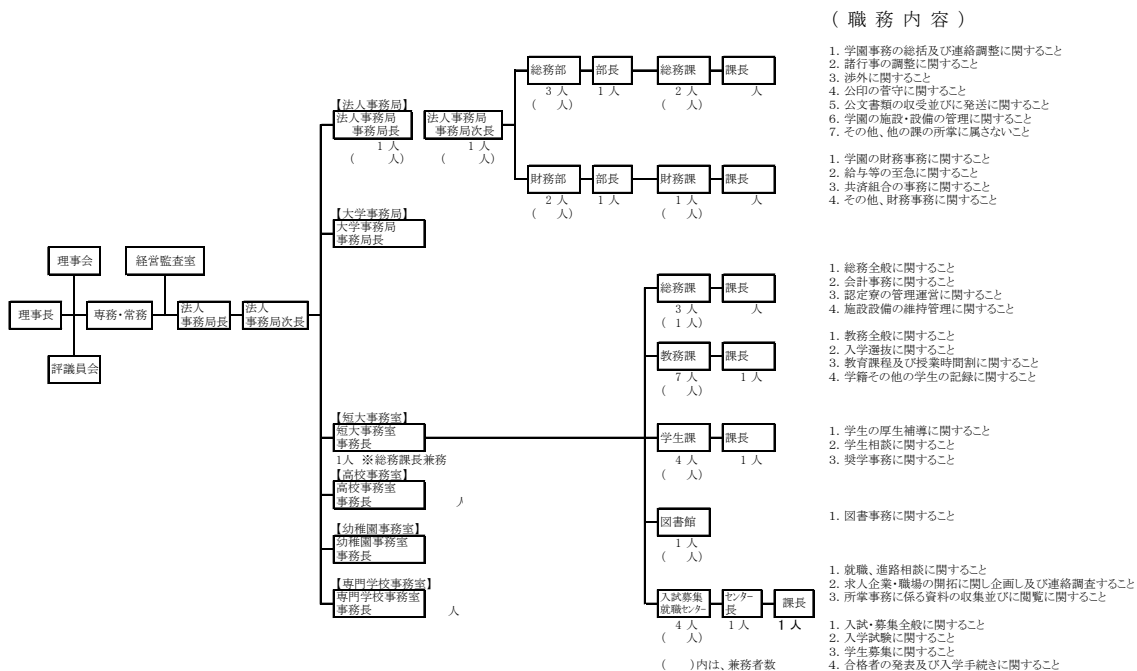 ( 職 務 内 容 )
1. 学園事務の総括及び連絡調整に関すること
2. 諸行事の調整に関すること
3. 渉外に関すること
4. 公印の菅守に関すること
5. 公文書類の収受並びに発送に関すること
6. 学園の施設・設備の管理に関すること
7. その他、他の課の所掌に属さないこと
総務部 部長 総務課 課長
3 人 1 人 2 人 人
( 人) ( 人)
【法人事務局】
法人事務局 法人事務局
事務局長 事務局次長
1 人 1 人
( 人) ( 人)
1. 学園の財務事務に関すること
2. 給与等の至急に関すること
3. 共済組合の事務に関すること
4. その他、財務事務に関すること
財務部 部長 財務課 課長
2 人 1 人 1 人 人
( 人) ( 人)
【大学事務局】
大学事務局
事務局長
理事会 経営監査室
理事長 専務・常務 法人 法人
事務局長 事務局次長
評議員会
総務課 課長
3 人 人
( 1 人)
1. 総務全般に関すること
2. 会計事務に関すること
3. 認定寮の管理運営に関すること
4. 施設設備の維持管理に関すること
教務課 課長
7 人 1 人
( 人)
1. 教務全般に関すること
2. 入学選抜に関すること
3. 教育課程及び授業時間割に関すること
4. 学籍その他の学生の記録に関すること
【短大事務室】
短大事務室
事務長
1人 ※総務課長兼務
学生課 課長
4 人 1 人
( 人)
1. 学生の厚生補導に関すること
2. 学生相談に関すること
3. 奨学事務に関すること
【高校事務室】
高校事務室
事務長
図書館
1 人
( 人)
1. 図書事務に関すること
【幼稚園事務室】
幼稚園事務室
事務長
【専門学校事務室】
専門学校事務室
事務長 人
入試募集 センター 課長
就職センター 長
4 人 1 人 1 人
( 人)
1. 就職、進路相談に関すること
2. 求人企業・職場の開拓に関し企画し及び連絡調査すること
3. 所掌事務に係る資料の収集並びに閲覧に関すること
1. 入試・募集全般に関すること
2. 入学試験に関すること
3. 学生募集に関すること
4. 合格者の発表及び入学手続きに関すること
( )内は、兼務者数